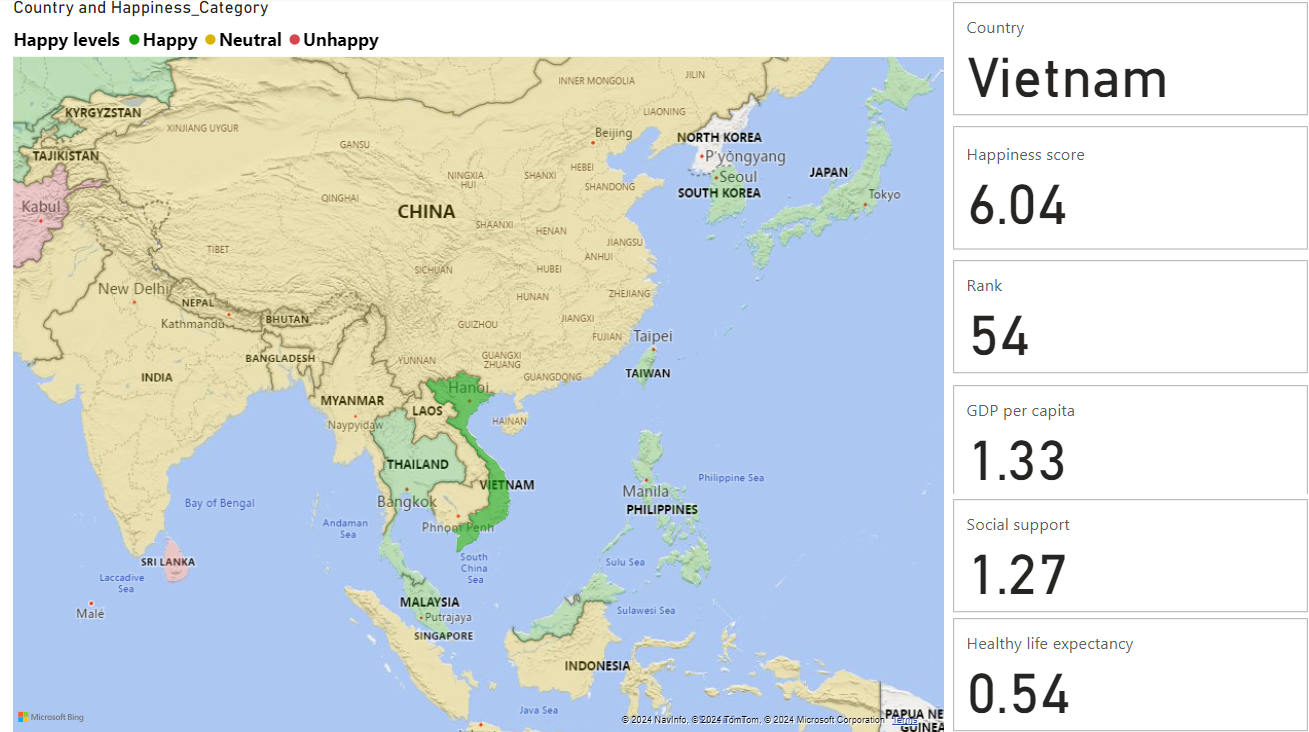 Country and Happiness_Category
Happy levels Happy Neutral Unhappy
INNER MONGOLIA
JILIN
KYRGYZSTAN
LIAONING
XINJIANG UYGUR
Beijing
NORTH KOREA
GANSU
TAJIKISTAN
P'yŏngyang
HEBEI
NINGXIA
HUI
SHANXI
Seoul
JAPAN
SHANDONG
SOUTH KOREA
QINGHAI
Tokyo
Kabul
CHINA
SHAANXI
HENAN
JIANGSU
TIBET
ANHUI
SICHUAN
HUBEI
New Delhi
ZHEJIANG
HUNAN
NEPAL
Kathmandu
BHUTAN
JIANGXI
GUIZHOU
FUJIAN
Taipei
BANGLADESH
YUNNAN
GUANGXI
ZHUANG
TAIWAN
INDIA
GUANGDONG
Hanoi
MYANMAR
LAOS
Naypyidaw
HAINAN
THAILAND
VIETNAM
Philippine Sea
Manila
Bay of Bengal
Bangkok
PHILIPPINES
Andaman
Sea
Phnom Penh
SRI LANKA
South
China
Sea
Sulu Sea
Laccadive
Sea
MALAYSIA
Malé
Putrajaya
Sulawesi Sea
SINGAPORE
INDONESIA
Java Sea
PAPUA NE
GUINEA
Microsoft Bing
© 2024 NavInfo, © 2024 TomTom, © 2024 Microsoft Corporation Terms
Country
Vietnam
Happiness score
6.04
Rank
54
GDP per capita
1.33
Social support
1.27
Healthy life expectancy
0.54